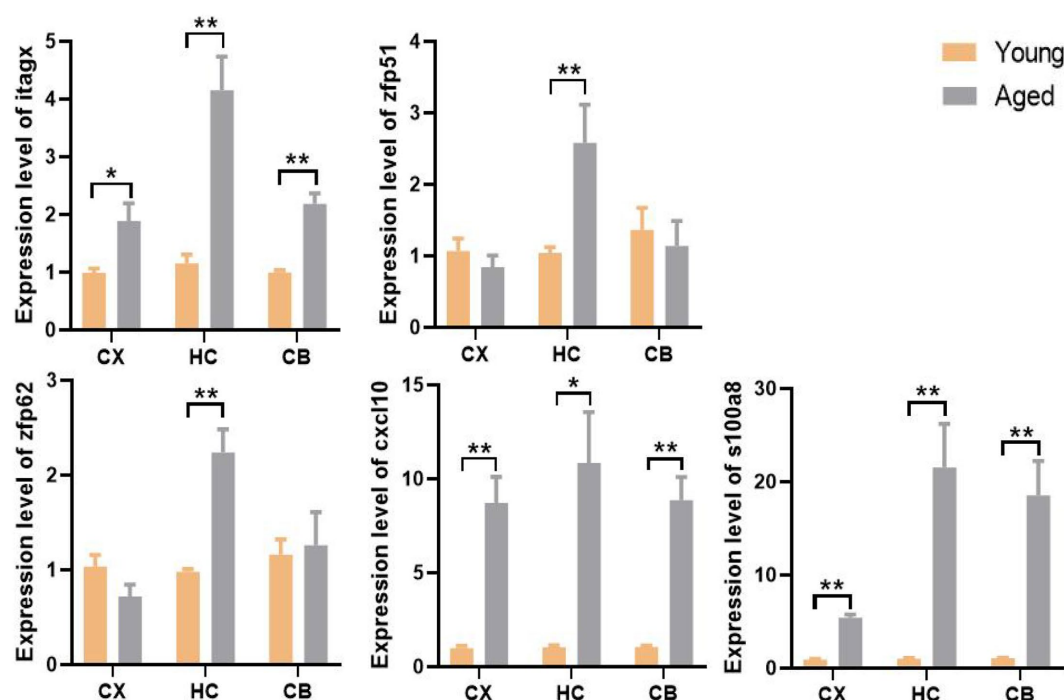 Expression level of itagx
5
4
3
2
1
0
*
**
**
CX
HC
CB
Expression level of zfp51
4
3
2
1
0
**
CX
HC
CB
Young
Aged
Expression level of zfp62
3
2
1
0
**
CX
HC
CB
Expression level of cxcl10
15
10
5
0
**
*
**
CX
HC
CB
Expression level of s100a8
30
20
10
0
**
**
**
CX
HC
CB